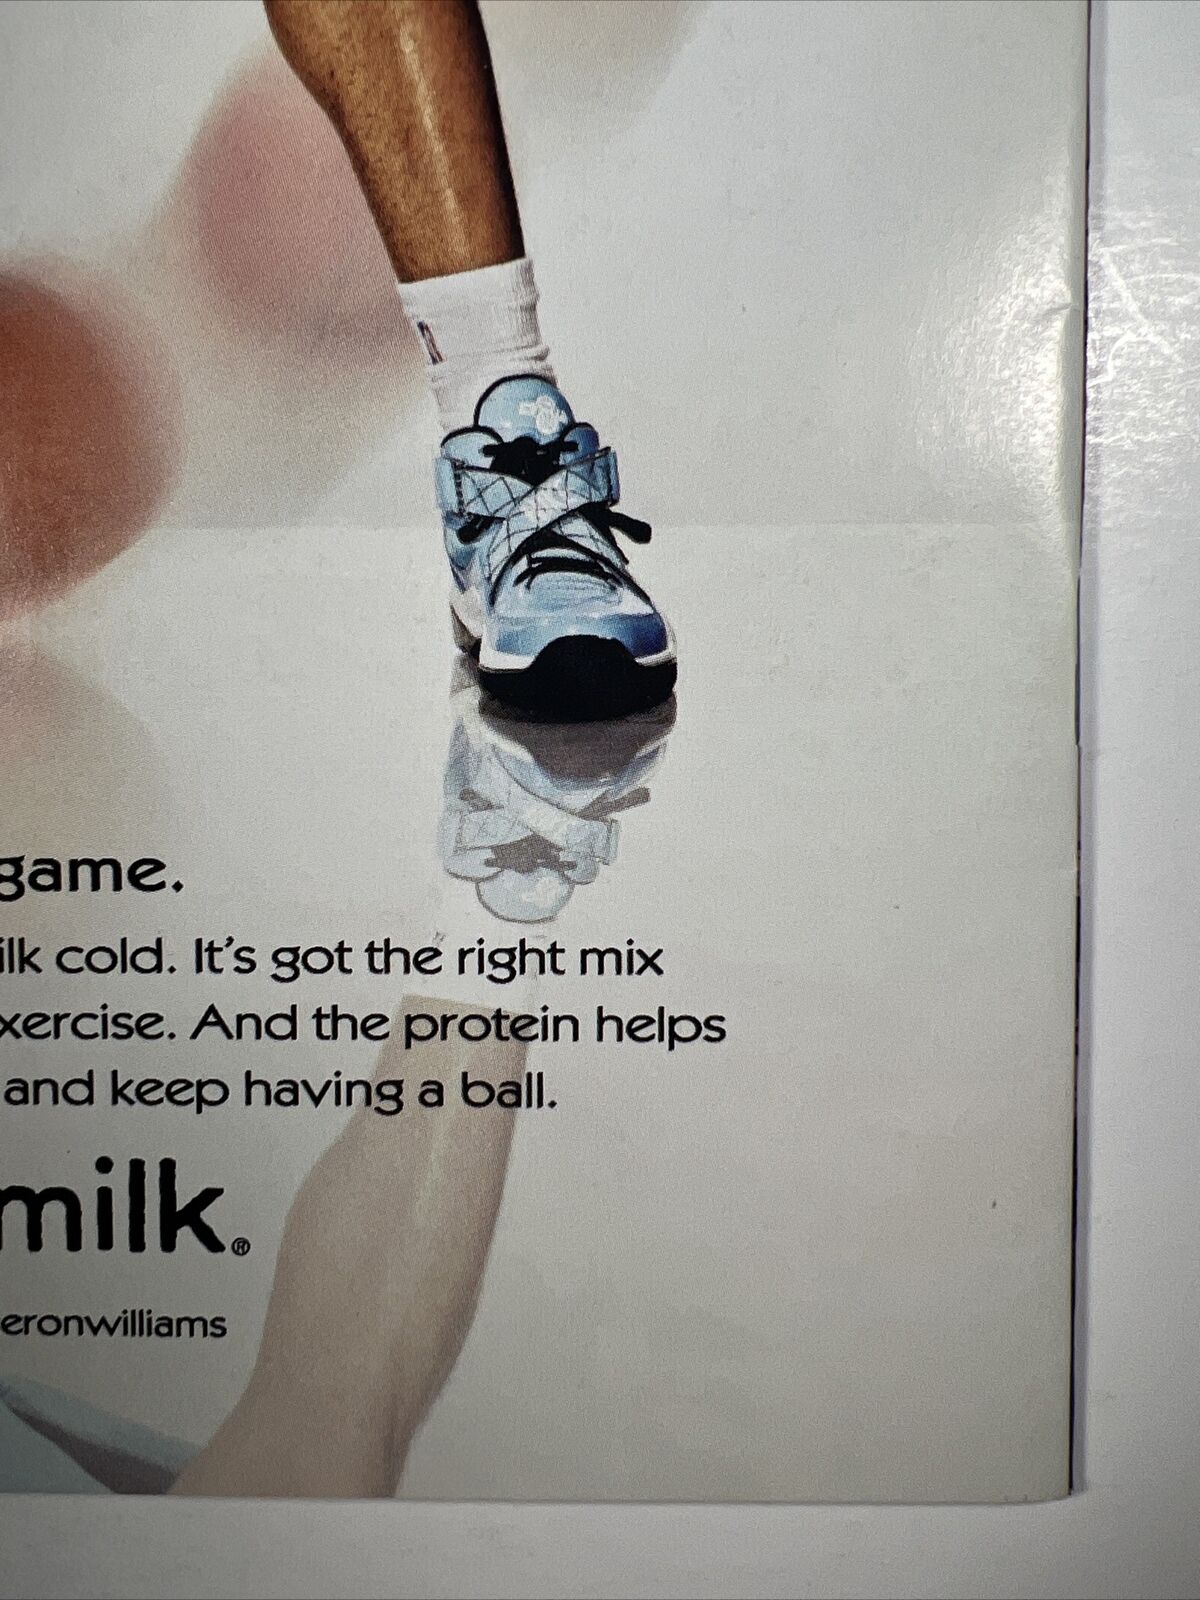 game.
ilk cold. It's got the right mix
xercise. And the protein helps
and keep having a ball.
milk.®
eronwilliams